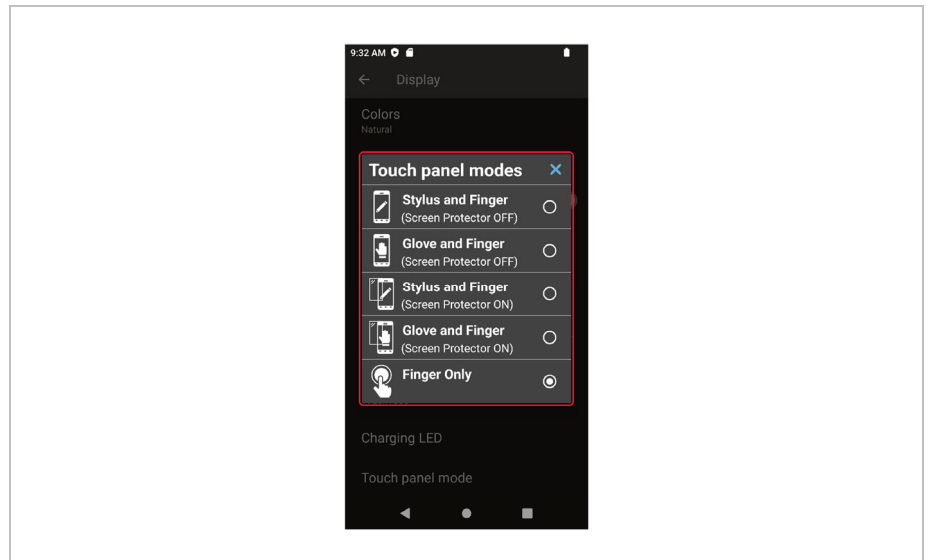 9:32 AM
Display
Colors
Natural
Touch panel modes
Stylus and Finger
(Screen Protector OFF)
Glove and Finger
(Screen Protector OFF)
Stylus and Finger
(Screen Protector ON)
Glove and Finger
(Screen Protector ON)
Finger Only
Charging LED
Touch panel mode